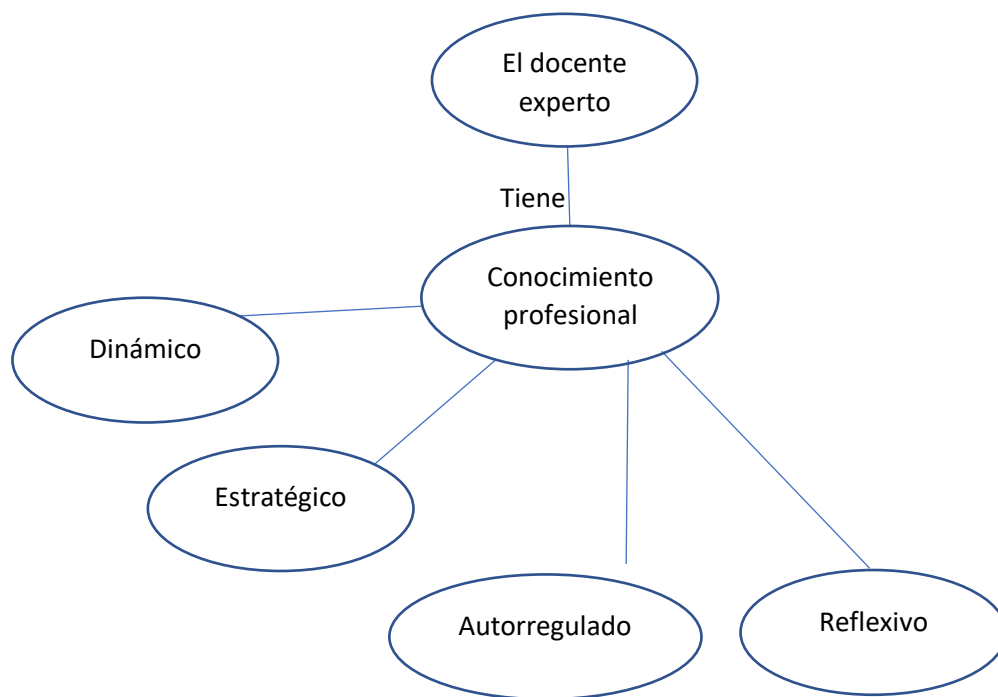 El docente
experto
Tiene
Conocimiento
profesional
Dinámico
Estratégico
Autorregulado
Reflexivo